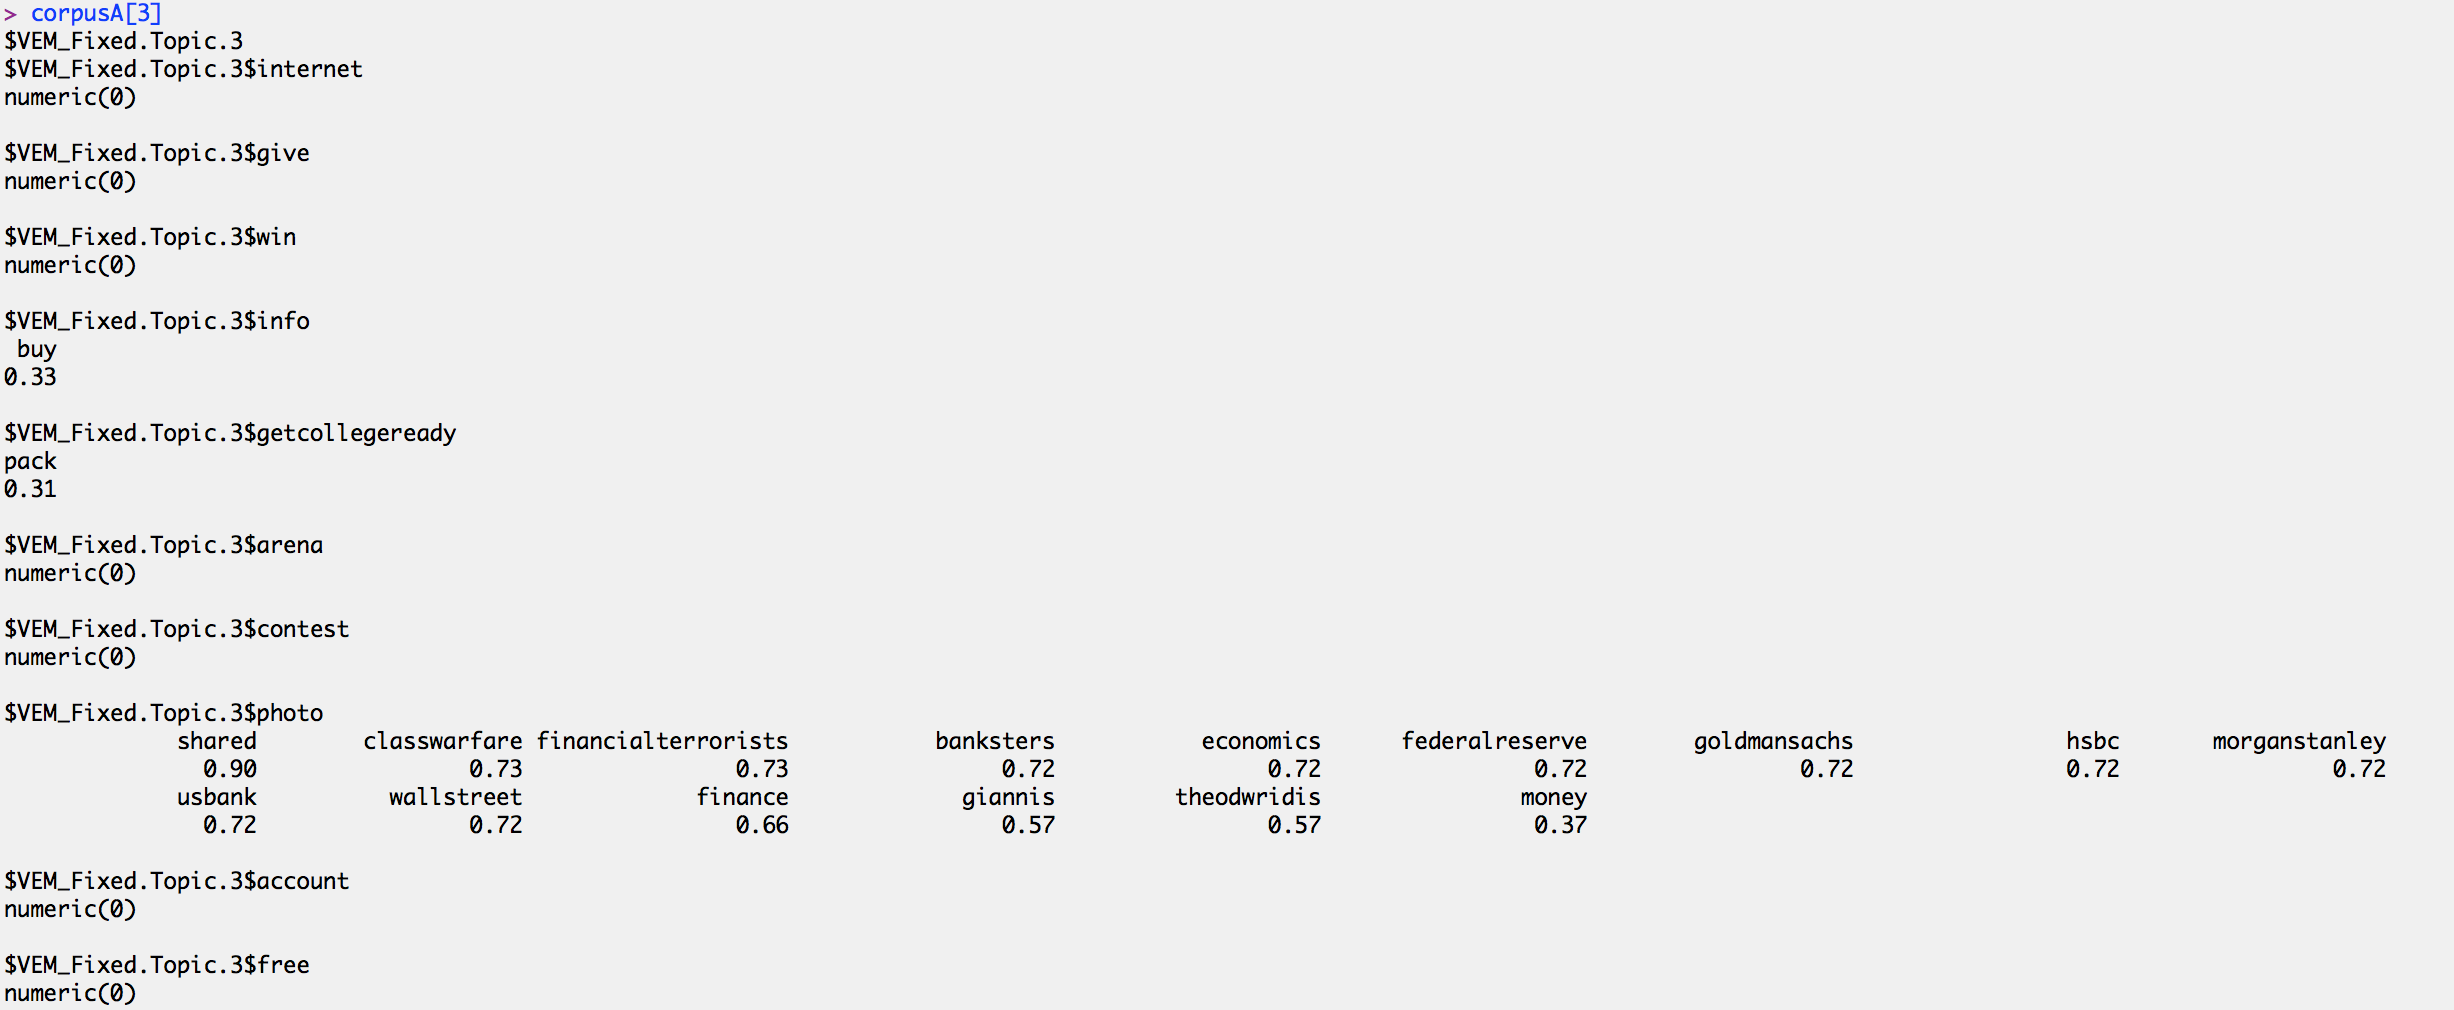 > corpusA[3]
$VEM_Fixed.Topic.3
$VEM_Fixed.Topic.3$internet
numeric(0)
$VEM_Fixed.Topic.3$give
numeric(0)
$VEM_Fixed.Topic.3$win
numeric(0)
$VEM_Fixed.Topic.3$info
buy
0.33
$VEM_Fixed.Topic.3$getcollegeready
pack
0.31
$VEM_Fixed.Topic.3$arena
numeric(0)
$VEM_Fixed.Topic.3$contest
numeric(0)
$VEM_Fixed.Topic.3$photo
shared classwarfare financialterrorists banksters economics federalreserve goldmansachs hsbc morganstanley
0.90 0.73 0.73 0.72 0.72 0.72 0.72 0.72 0.72
usbank wallstreet finance giannis theodwridis money
0.72 0.72 0.66 0.57 0.57 0.37
$VEM_Fixed.Topic.3$account
numeric(0)
$VEM_Fixed.Topic.3$free
numeric(0)